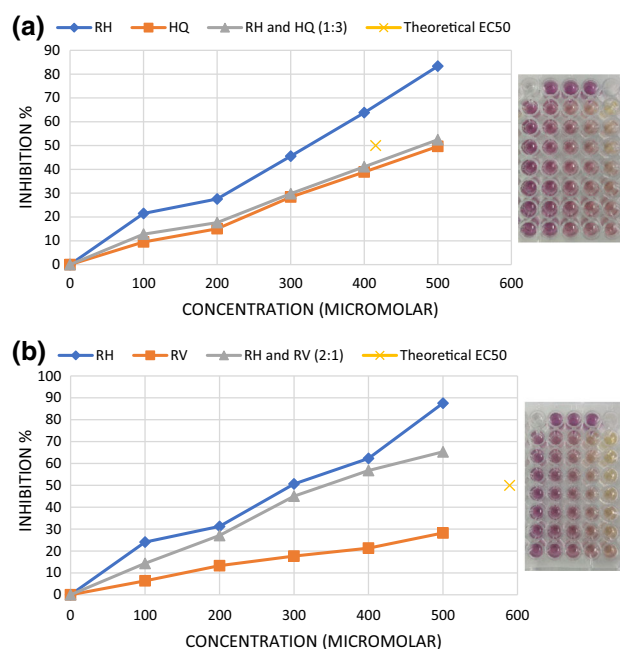 (a)
RH HQ RH and HQ (1:3) Theoretical EC50
90
80
70
60
50
40
30
20
10
0
INHIBITION %
0 100 200 300 400 500 600
CONCENTRATION (MICROMOLAR)
(b)
RH RV RH and RV (2:1) Theoretical EC50
100
90
80
70
60
50
40
30
20
10
0
INHIBITION %
0 100 200 300 400 500 600
CONCENTRATION (MICROMOLAR)